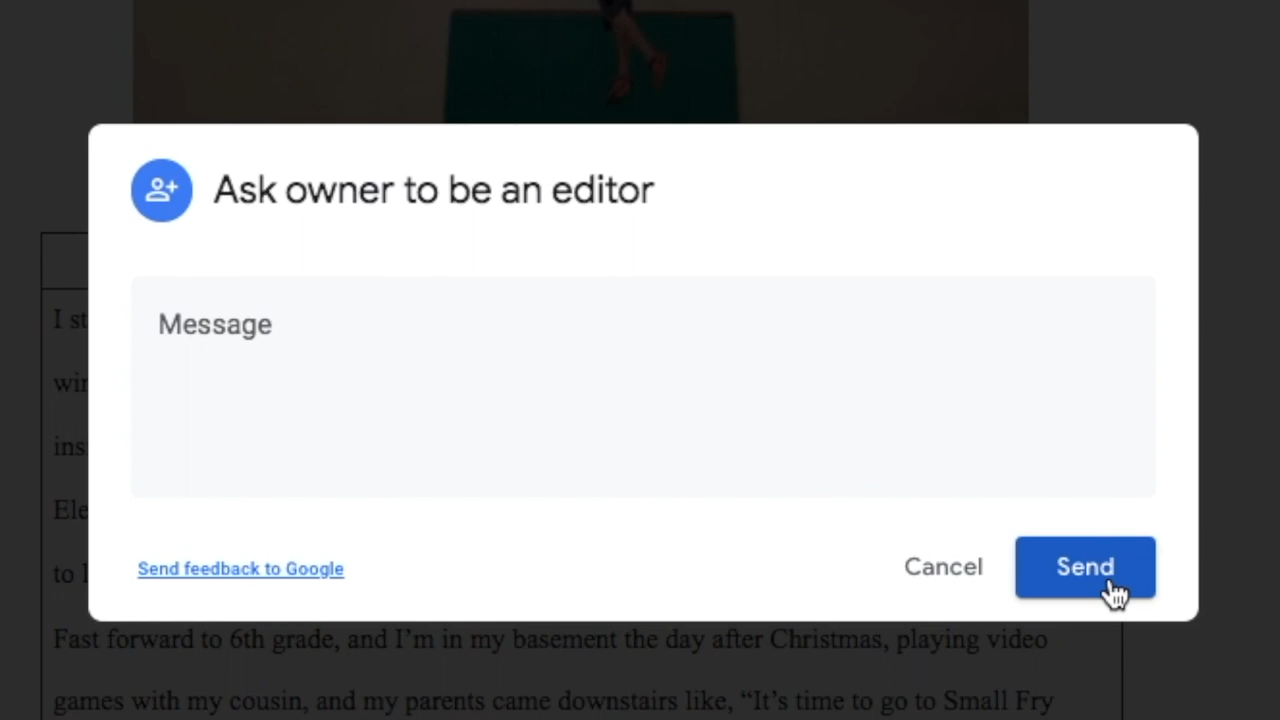 Ask owner to be an editor
Message
I st
win
ins
Ele
Send feedback to Google
Cancel
Send
to
Fast forward to 6th grade, and I’m in my basement the day after Christmas, playing video
games with my cousin, and my parents came downstairs like, “It’s time to go to Small Fry